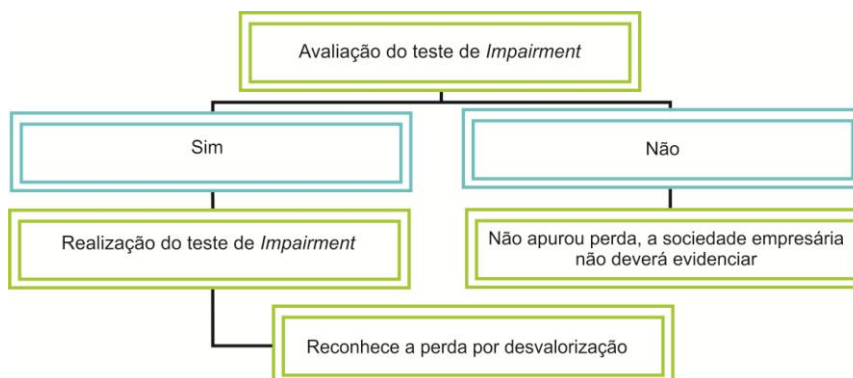 Avaliação do teste de Impairment
Sim
Não
Realização do teste de Impairment
Não apurou perda, a sociedade empresária
não deverá evidenciar
Reconhece a perda por desvalorização